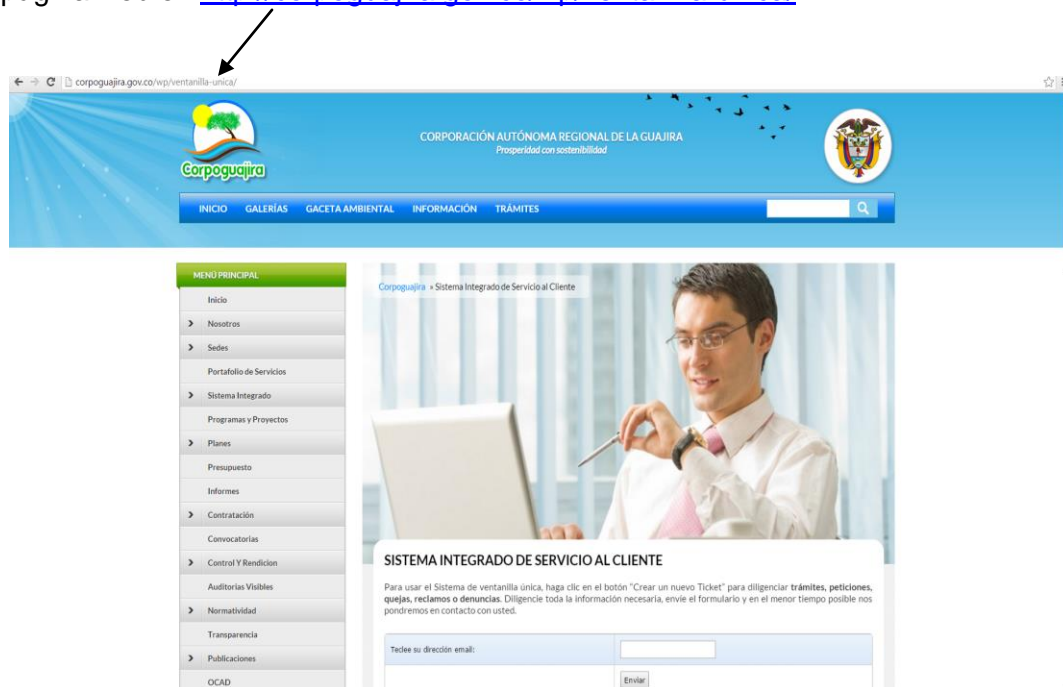 corpoguajira.gov.co/wp/ventanilla-unica/
Corpoguajira
CORPORACIÓN AUTÓNOMA REGIONAL DE LA GUAJIRA
Prosperidad con sostenibilidad
INICIO GALERÍAS GACETA AMBIENTAL INFORMACIÓN TRÁMITES
MENÚ PRINCIPAL
Inicio
Nosotros
Sedes
Portafolio de Servicios
Sistema Integrado
Programas y Proyectos
Planes
Presupuesto
Informes
Contratación
Convocatorias
Control Y Rendicion
Auditorias Visibles
Normatividad
Transparencia
Publicaciones
OCAD
Corpoguajira » Sistema Integrado de Servicio al Cliente
SISTEMA INTEGRADO DE SERVICIO AL CLIENTE
Para usar el Sistema de ventanilla única, haga clic en el botón "Crear un nuevo Ticket" para diligenciar trámites, peticiones,
quejas, reclamos o denuncias. Diligencie toda la información necesaria, envíe el formulario y en el menor tiempo posible nos
pondremos en contacto con usted.
Teclee su dirección email:
Enviar